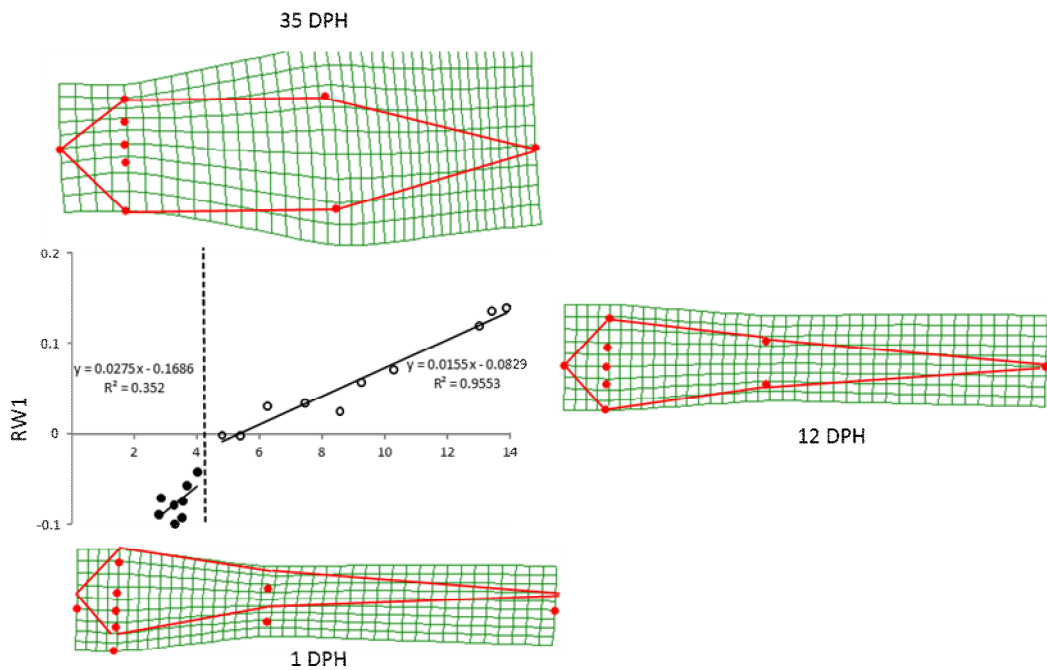 35 DPH
0.2
0.1
y = 0.0275x - 0.1686
R² = 0.352
y = 0.0155x - 0.0829
R² = 0.9553
RW1
0
2
4
6
8
10
12
14
-0.1
12 DPH
1 DPH